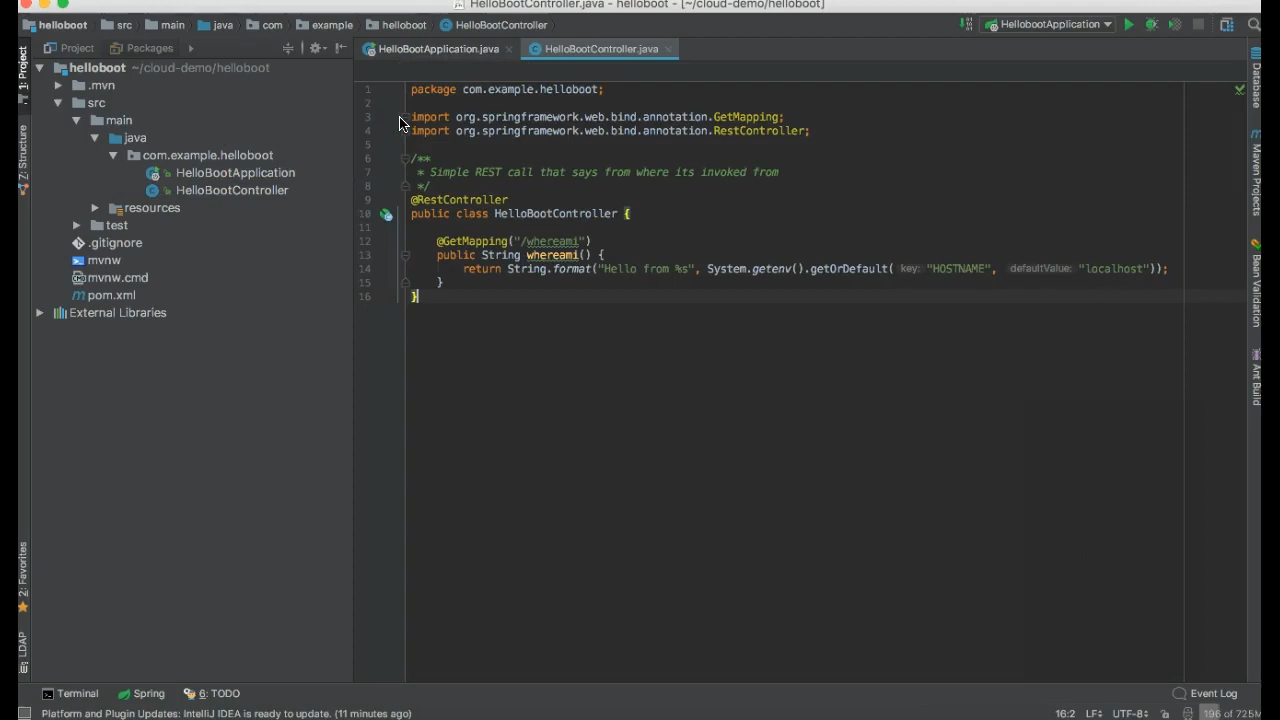 HelloBootController.java - helloboot - [~/cloud-demo/helloboot]
helloboot src main java com example helloboot HelloBootController
HellobootApplication
Project Packages
HelloBootApplication.java HelloBootController.java
1: Project
Z: Structure
2: Favorites
LDAP
helloboot ~/cloud-demo/helloboot
.mvn
src
main
java
com.example.helloboot
HelloBootApplication
HelloBootController
resources
test
.gitignore
mvnw
mvnw.cmd
pom.xml
External Libraries
1 package com.example.helloboot;
2
3 import org.springframework.web.bind.annotation.GetMapping;
4 import org.springframework.web.bind.annotation.RestController;
5
6 /**
7 * Simple REST call that says from where its invoked from
8 */
9 @RestController
10 public class HelloBootController {
11
12 @GetMapping("/whereami")
13 public String whereami() {
14 return String.format("Hello from %s", System.getenv().getOrDefault( key: "HOSTNAME", defaultValue: "localhost"));
15 }
16 }
Database
Maven Projects
Bean Validation
Ant Build
Terminal Spring 6: TODO
Event Log
Platform and Plugin Updates: IntelliJ IDEA is ready to update. (11 minutes ago)
16:2 LF UTF-8 196 of 725M